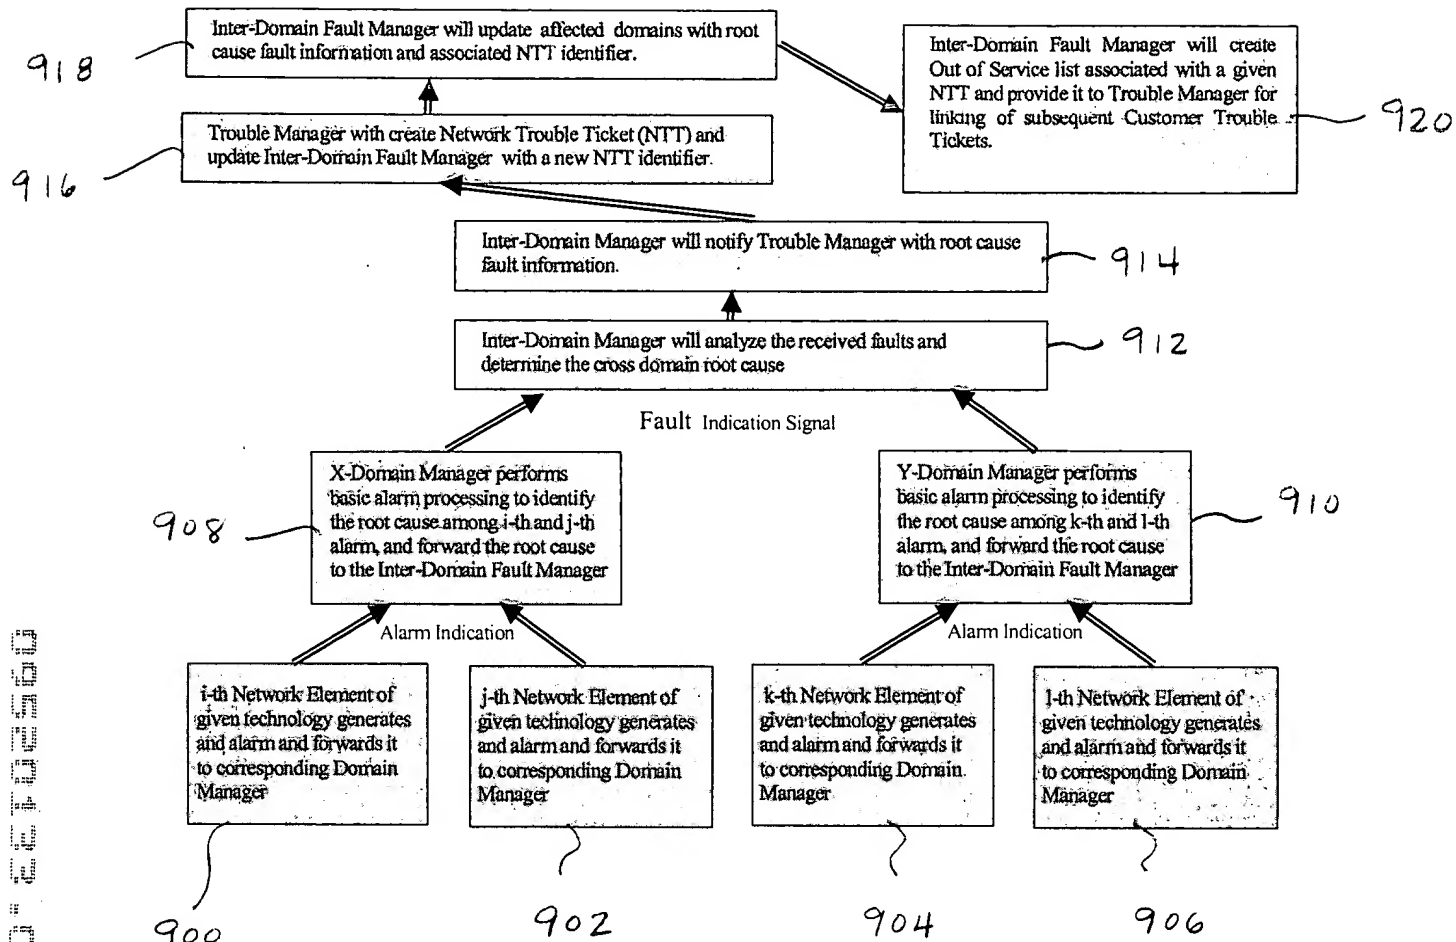 Inter-Domain Fault Manager will update affected domains with root
cause fault information and associated NTT identifier.
918
Inter-Domain Fault Manager will create
Out of Service list associated with a given
NTT and provide it to Trouble Manager for
linking of subsequent Customer Trouble
Tickets.
920
Trouble Manager with create Network Trouble Ticket (NTT) and
update Inter-Domain Fault Manager with a new NTT identifier.
916
Inter-Domain Manager will notify Trouble Manager with root cause
fault information.
914
Inter-Domain Manager will analyze the received faults and
determine the cross domain root cause
912
Fault Indication Signal
X-Domain Manager performs
basic alarm processing to identify
the root cause among i-th and j-th
alarm, and forward the root cause
to the Inter-Domain Fault Manager
908
Y-Domain Manager performs
basic alarm processing to identify
the root cause among k-th and l-th
alarm, and forward the root cause
to the Inter-Domain Fault Manager
910
Alarm Indication
Alarm Indication
i-th Network Element of
given technology generates
and alarm and forwards it
to corresponding Domain
Manager
j-th Network Element of
given technology generates
and alarm and forwards it
to corresponding Domain
Manager
k-th Network Element of
given technology generates
and alarm and forwards it
to corresponding Domain
Manager
l-th Network Element of
given technology generates
and alarm and forwards it
to corresponding Domain
Manager
900
902
904
906